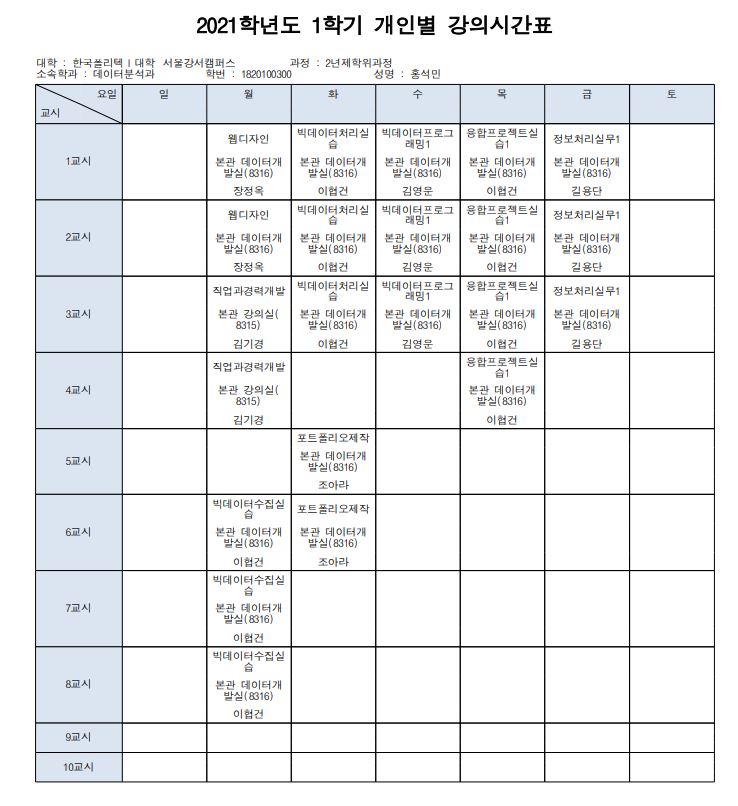 2021학년도 1학기 개인별 강의시간표
대학 : 한국폴리텍Ⅰ대학 서울강서캠퍼스 과정 : 2년제학위과정
소속학과 : 데이터분석과 학번 : 1820100300 성명 : 홍석민
요일 일 월 화 수 목 금 토
교시
1교시
웹디자인
본관 데이터개
발실(8316)
장정옥
빅데이터처리실
습
본관 데이터개
발실(8316)
이협건
빅데이터프로그
래밍1
본관 데이터개
발실(8316)
김영운
융합프로젝트실
습1
본관 데이터개
발실(8316)
이협건
정보처리실무1
본관 데이터개
발실(8316)
길용단
2교시
웹디자인
본관 데이터개
발실(8316)
장정옥
빅데이터처리실
습
본관 데이터개
발실(8316)
이협건
빅데이터프로그
래밍1
본관 데이터개
발실(8316)
김영운
융합프로젝트실
습1
본관 데이터개
발실(8316)
이협건
정보처리실무1
본관 데이터개
발실(8316)
길용단
3교시
직업과경력개발
본관 강의실(
8315)
김기경
빅데이터처리실
습
본관 데이터개
발실(8316)
이협건
빅데이터프로그
래밍1
본관 데이터개
발실(8316)
김영운
융합프로젝트실
습1
본관 데이터개
발실(8316)
이협건
정보처리실무1
본관 데이터개
발실(8316)
길용단
4교시
직업과경력개발
본관 강의실(
8315)
김기경
융합프로젝트실
습1
본관 데이터개
발실(8316)
이협건
5교시
포트폴리오제작
본관 데이터개
발실(8316)
조아라
6교시
빅데이터수집실
습
본관 데이터개
발실(8316)
이협건
포트폴리오제작
본관 데이터개
발실(8316)
조아라
7교시
빅데이터수집실
습
본관 데이터개
발실(8316)
이협건
8교시
빅데이터수집실
습
본관 데이터개
발실(8316)
이협건
9교시
10교시